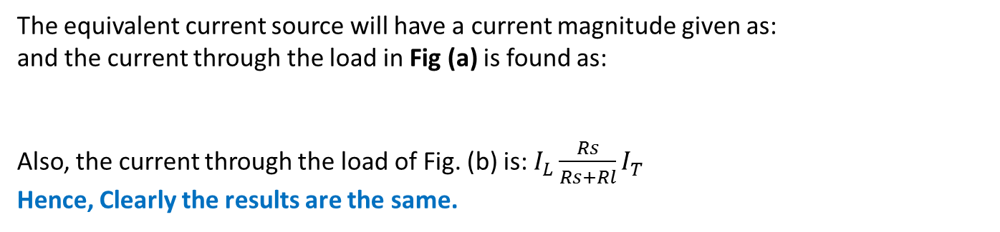 The equivalent current source will have a current magnitude given as:
and the current through the load in Fig (a) is found as:
Also, the current through the load of Fig. (b) is: I_L Rs/(Rs+Rl) I_T
Hence, Clearly the results are the same.